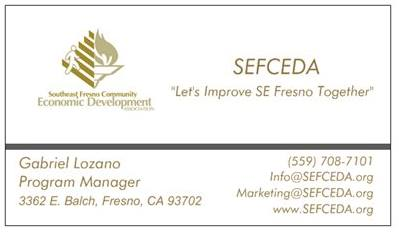 Southeast Fresno Community
Economic Development
ASSOCIATION
SEFCEDA
"Let's Improve SE Fresno Together"
Gabriel Lozano
Program Manager
3362 E. Balch, Fresno, CA 93702
(559) 708-7101
Info@SEFCEDA.org
Marketing@SEFCEDA.org
www.SEFCEDA.org